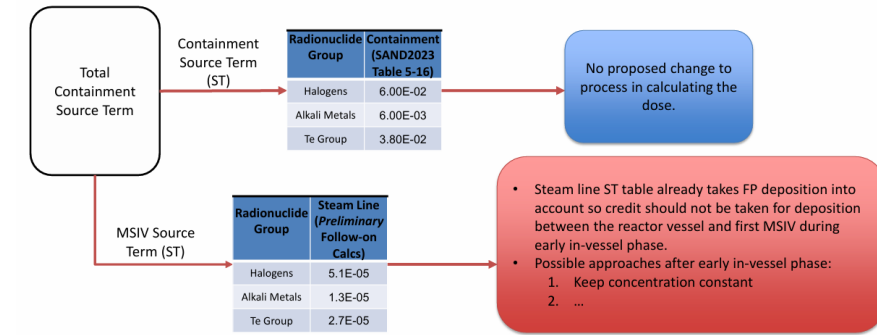 Total
Containment
Source Term
Containment
Source Term
(ST)
Radionuclide
Group
Containment
(SAND2023
Table 5-16)
Halogens 6.00E-02
Alkali Metals 6.00E-03
Te Group 3.80E-02
No proposed change to
process in calculating the
dose.
MSIV Source
Term (ST)
Radionuclide
Group
Steam Line
(Preliminary
Follow-on
Calcs)
Halogens 5.1E-05
Alkali Metals 1.3E-05
Te Group 2.7E-05
• Steam line ST table already takes FP deposition into
account so credit should not be taken for deposition
between the reactor vessel and first MSIV during
early in-vessel phase.
• Possible approaches after early in-vessel phase:
1. Keep concentration constant
2. ...